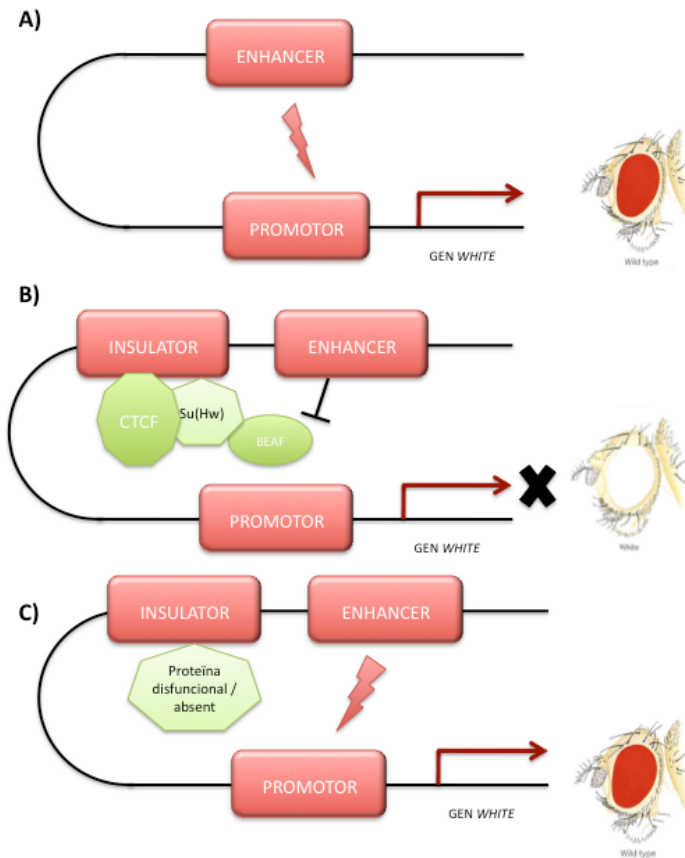 A)
ENHANCER
PROMOTOR
GEN WHITE
Wild type
B)
INSULATOR
ENHANCER
CTCF
Su(Hw)
BEAF
PROMOTOR
GEN WHITE
White
C)
INSULATOR
ENHANCER
Proteïna
disfuncional /
absent
PROMOTOR
GEN WHITE
Wild type